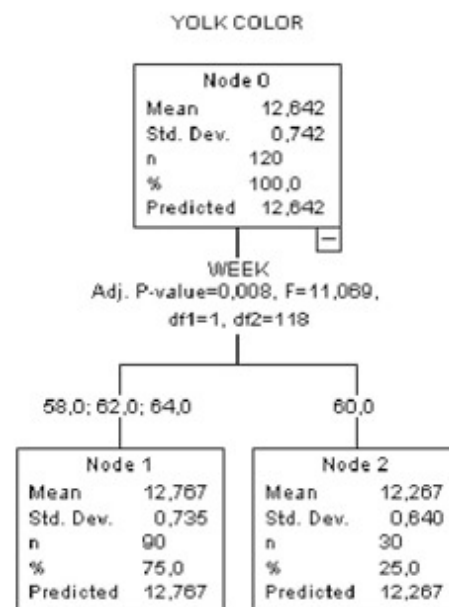 YOLK COLOR
Node 0
Mean 12,642
Std. Dev. 0,742
n 120
% 100,0
Predicted 12,642
WEEK
Adj. P-value=0,008, F=11,069,
df1=1, df2=118
58,0; 62,0; 64,0
60,0
Node 1
Mean 12,767
Std. Dev. 0,735
n 90
% 75,0
Predicted 12,767
Node 2
Mean 12,267
Std. Dev. 0,640
n 30
% 25,0
Predicted 12,267